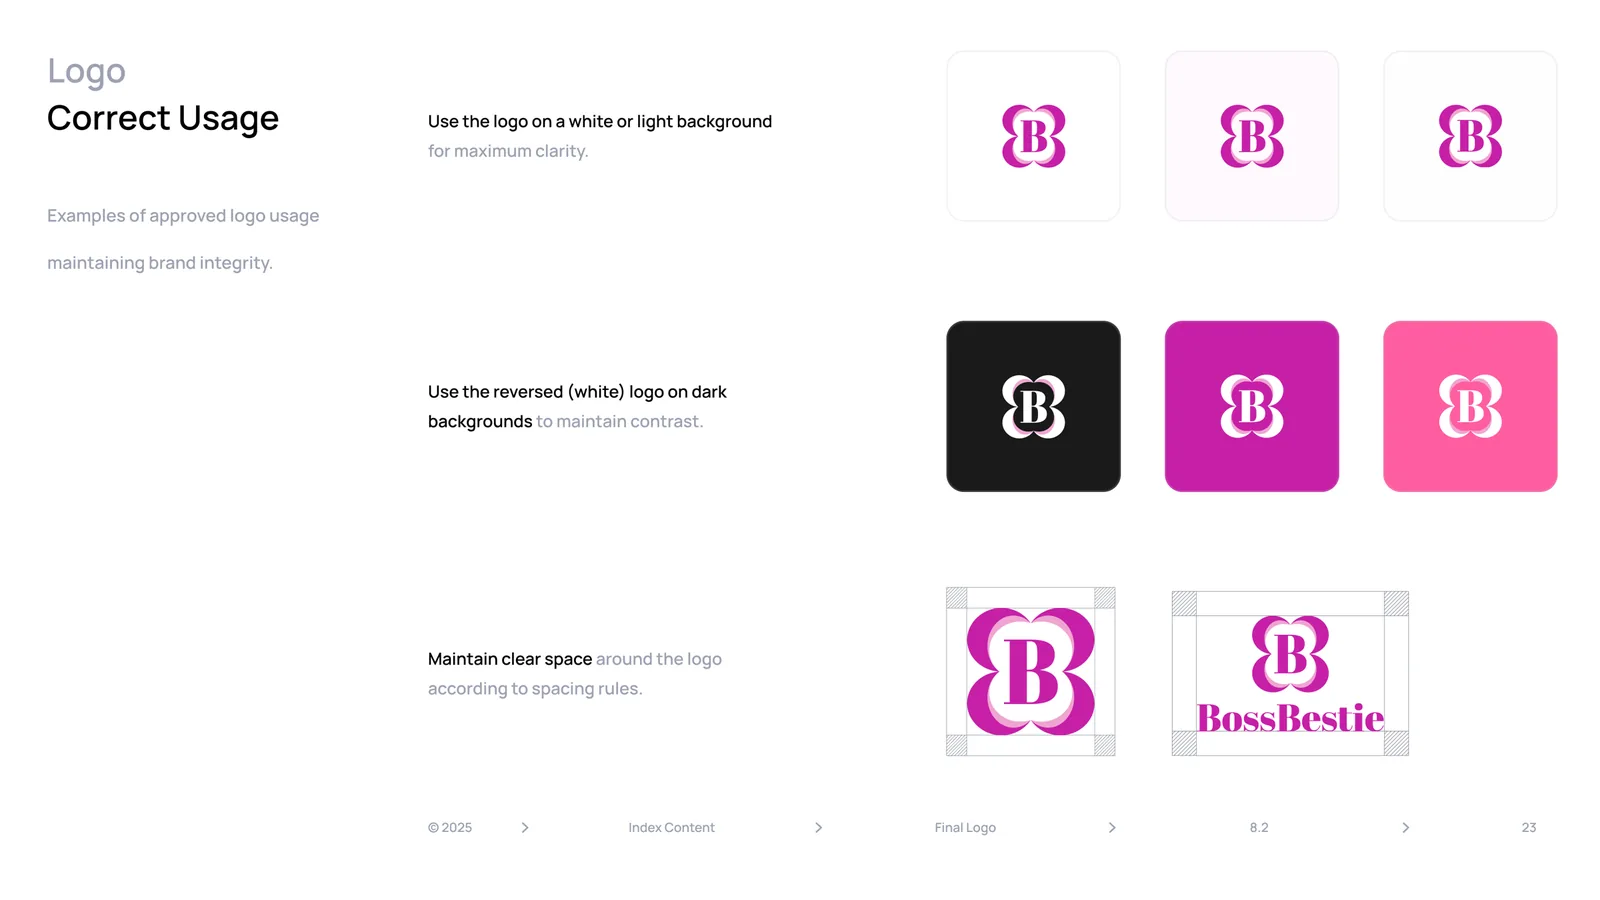 Logo
Correct Usage
Examples of approved logo usage
maintaining brand integrity.
Use the logo on a white or light background
for maximum clarity.
B
B
B
Use the reversed (white) logo on dark
backgrounds to maintain contrast.
B
B
B
Maintain clear space around the logo
according to spacing rules.
B
B
BossBestie
© 2025
Index Content
Final Logo
8.2
23